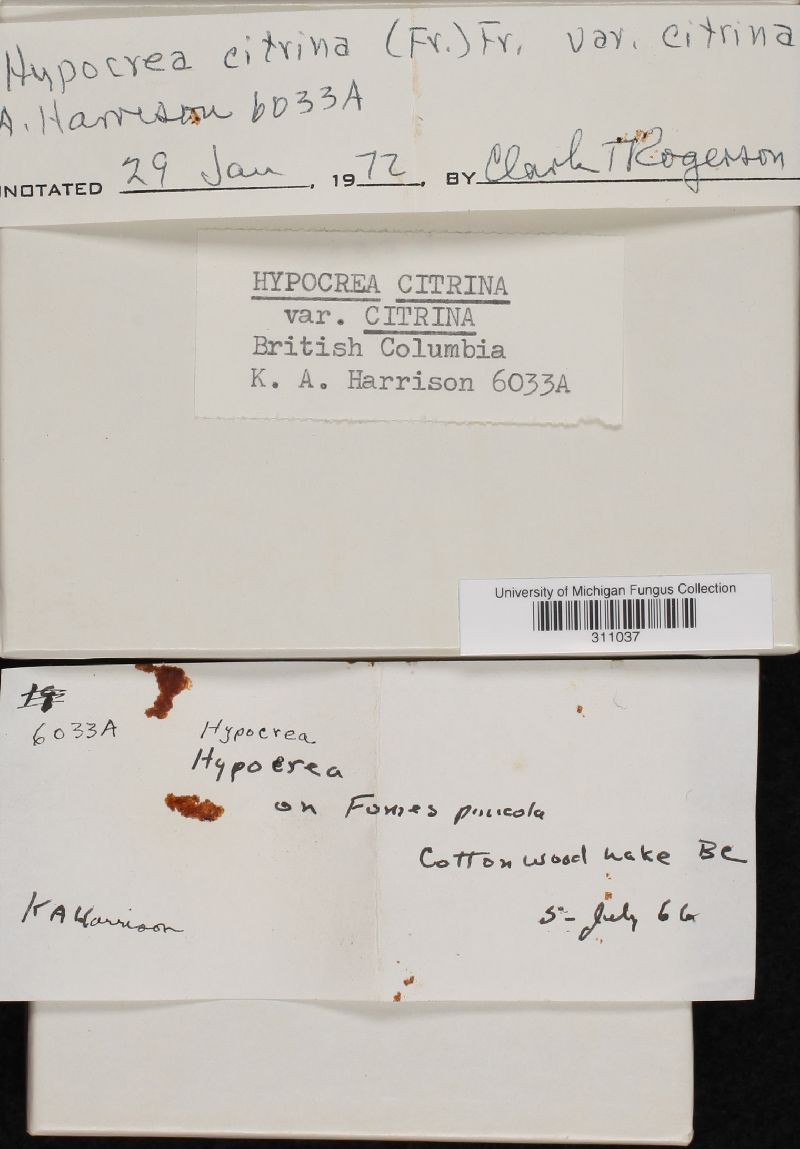 Hypocrea citrina (Fr.) Fr. var. citrina
A. Harrison 6033A
NNOTATED 29 Jan, 1972, BY Clark T Rogerson
HYPOCREA CITRINA
var. CITRINA
British Columbia
K. A. Harrison 6033A
University of Michigan Fungus Collection
311037
6033A Hypocrea
Hypocrea
on Fomes pinicola
Cottonwood Lake BC
K A Harrison 5 - July 66